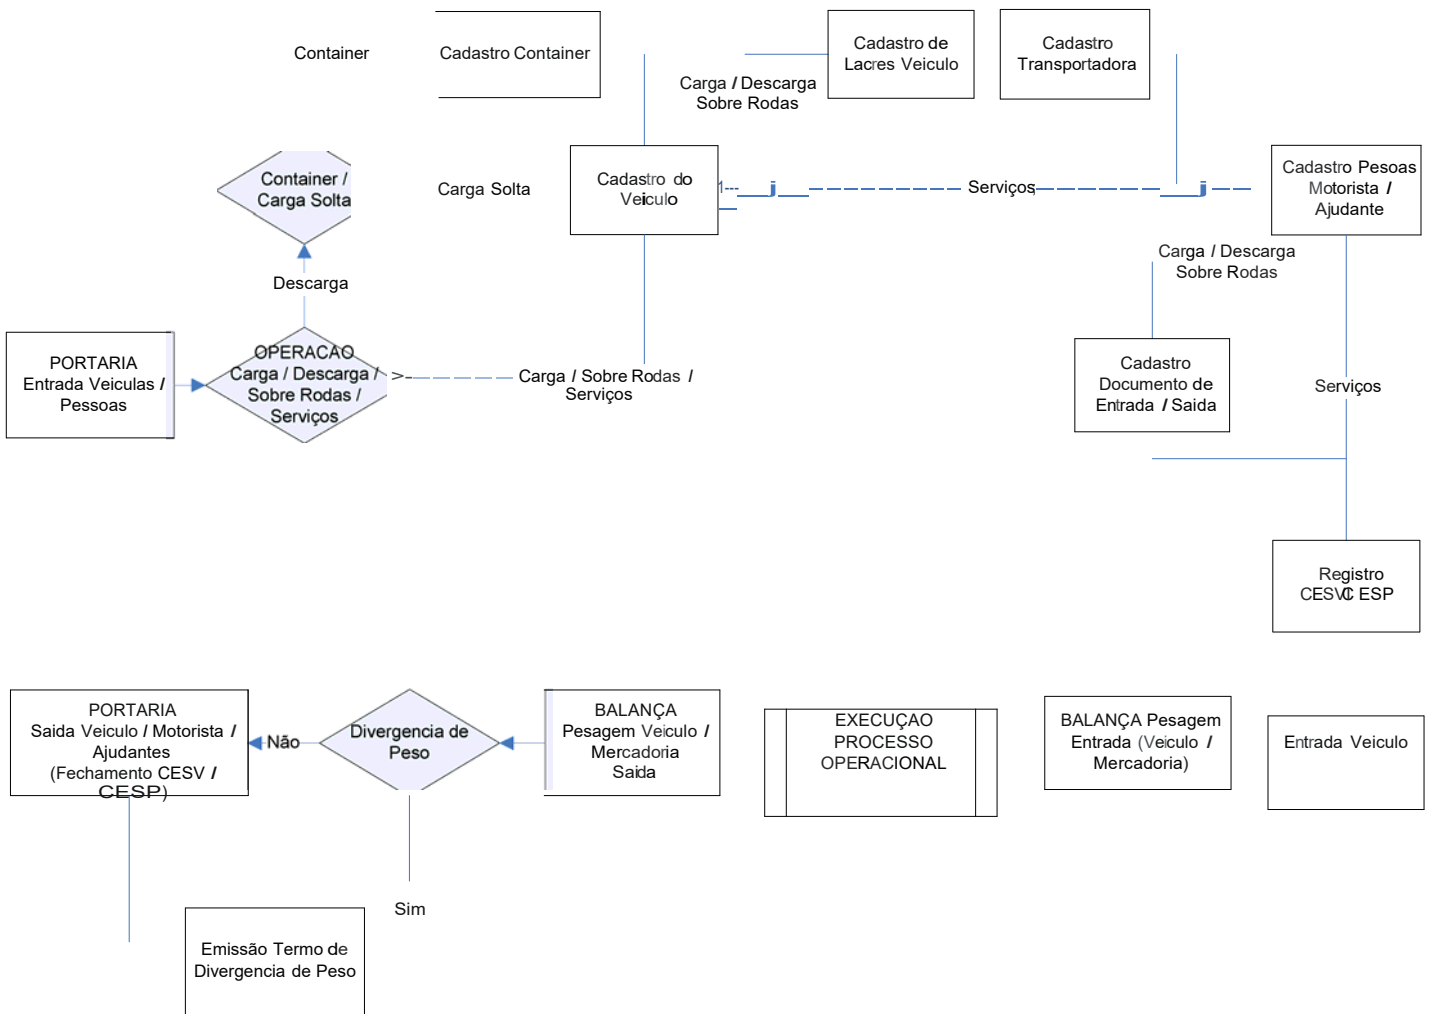 Container
Cadastro Container
Carga / Descarga
Sobre Rodas
Cadastro de
Lacres Veiculo
Cadastro
Transportadora
Container /
Carga Solta
Carga Solta
Cadastro do
Veiculo
Serviços
Cadastro Pesoas
Motorista /
Ajudante
Carga / Descarga
Sobre Rodas
Descarga
PORTARIA
Entrada Veiculas /
Pessoas
OPERACAO
Carga / Descarga /
Sobre Rodas /
Serviços
Carga / Sobre Rodas /
Serviços
Cadastro
Documento de
Entrada / Saida
Serviços
Registro
CESV/C ESP
PORTARIA
Saida Veiculo / Motorista /
Ajudantes
(Fechamento CESV /
CESP)
Não
Divergencia de
Peso
BALANÇA
Pesagem Veiculo /
Mercadoria
Saida
EXECUÇAO
PROCESSO
OPERACIONAL
BALANÇA Pesagem
Entrada (Veiculo /
Mercadoria)
Entrada Veiculo
Sim
Emissão Termo de
Divergencia de Peso